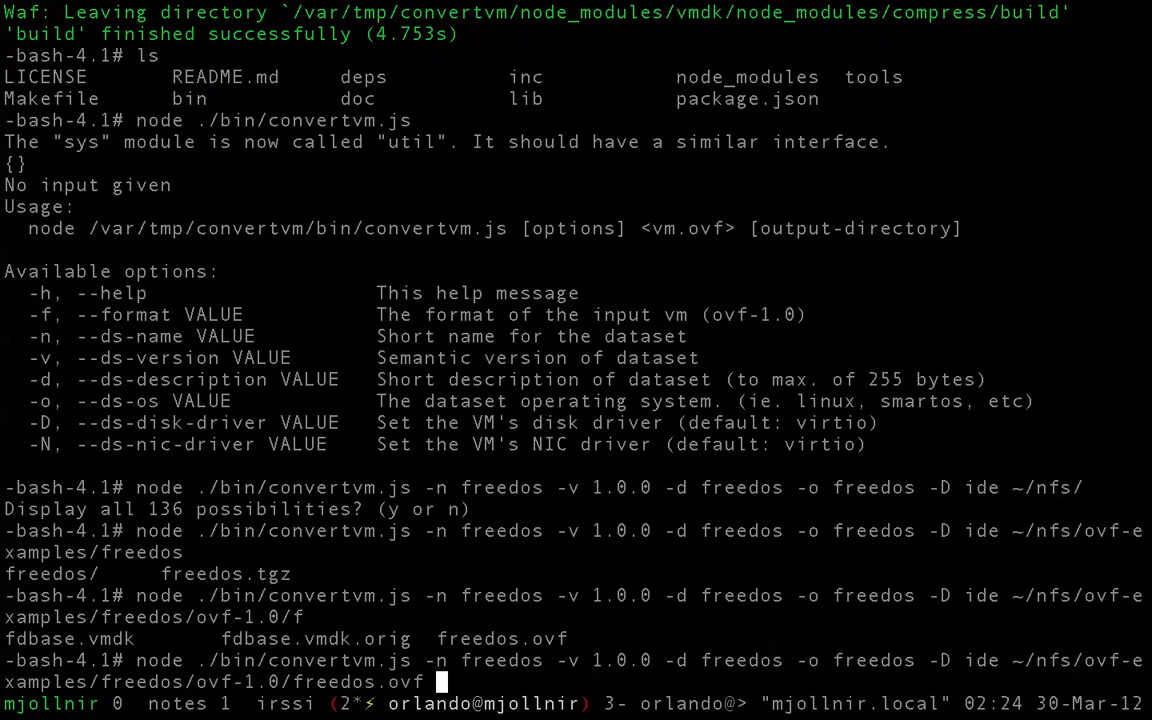 Waf: Leaving directory `/var/tmp/convertvm/node_modules/vmdk/node_modules/compress/build'
'build' finished successfully (4.753s)
-bash-4.1# ls
LICENSE       README.md     deps         inc           node_modules  tools
Makefile      bin           doc          lib           package.json
-bash-4.1# node ./bin/convertvm.js
The "sys" module is now called "util". It should have a similar interface.
{}
No input given
Usage:
  node /var/tmp/convertvm/bin/convertvm.js [options] <vm.ovf> [output-directory]
Available options:
  -h, --help                   This help message
  -f, --format VALUE           The format of the input vm (ovf-1.0)
  -n, --ds-name VALUE          Short name for the dataset
  -v, --ds-version VALUE       Semantic version of dataset
  -d, --ds-description VALUE   Short description of dataset (to max. of 255 bytes)
  -o, --ds-os VALUE            The dataset operating system. (ie. linux, smartos, etc)
  -D, --ds-disk-driver VALUE   Set the VM's disk driver (default: virtio)
  -N, --ds-nic-driver VALUE    Set the VM's NIC driver (default: virtio)
-bash-4.1# node ./bin/convertvm.js -n freedos -v 1.0.0 -d freedos -o freedos -D ide ~/nfs/
Display all 136 possibilities? (y or n)
-bash-4.1# node ./bin/convertvm.js -n freedos -v 1.0.0 -d freedos -o freedos -D ide ~/nfs/ovf-e
xamples/freedos
freedos/     freedos.tgz
-bash-4.1# node ./bin/convertvm.js -n freedos -v 1.0.0 -d freedos -o freedos -D ide ~/nfs/ovf-e
xamples/freedos/ovf-1.0/f
fdbase.vmdk       fdbase.vmdk.orig  freedos.ovf
-bash-4.1# node ./bin/convertvm.js -n freedos -v 1.0.0 -d freedos -o freedos -D ide ~/nfs/ovf-e
xamples/freedos/ovf-1.0/freedos.ovf
mjollnir 0  notes 1  irssi (2*⚡ orlando@mjollnir) 3- orlando@> "mjollnir.local" 02:24 30-Mar-12